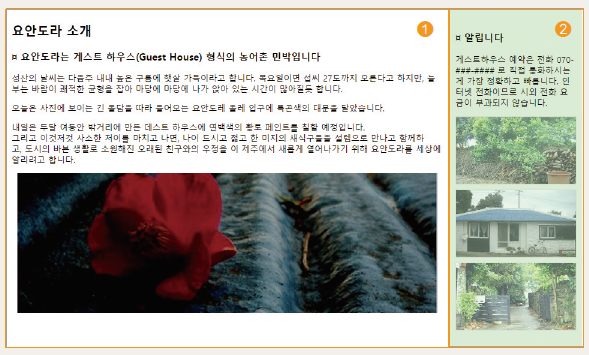 요안도라 소개
1
¤ 요안도라는 게스트 하우스(Guest House) 형식의 농어촌 민박입니다
성산의 날씨는 다음주 내내 높은 구름에 햇살 가득이라고 합니다. 목요일이면 섭씨 27도까지 오른다고 하지만, 늘
부는 바람이 쾌적한 균형을 잡아 마당에 마당에 나가 앉아 있는 시간이 많아질듯 합니다.
오늘은 사진에 보이는 긴 돌담을 따라 들어오는 요안도레 올레 입구에 특공색의 대문을 달았습니다.
내일은 두달 여동안 밖거리에 만든 데스트 하우스에 연백색의 황토 페인트를 칠할 예정입니다.
그리고 이것저것 사소한 재미를 마치고 나면, 나이 드시고 젊고 한 미지의 새식구들을 설렘으로 만나고 함께하
고, 도시의 바쁜 생활로 소원해진 오래된 친구와의 우정을 이 제주에서 새롭게 열어나가기 위해 요안도라를 세상에
알리려고 합니다.
2
¤ 알립니다
게스트하우스 예약은 전화 070-
###-#### 로 직접 통화하시는
게 가장 정확하고 빠릅니다. 인
터넷 전화이므로 시외 전화 요
금이 부과되지 않습니다.